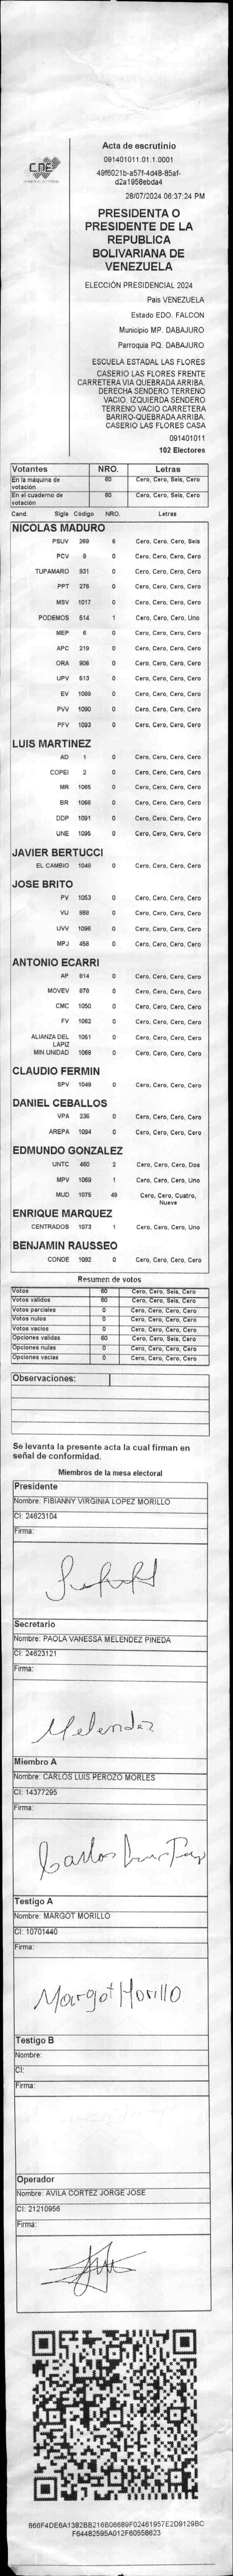 CNE
Acta de escrutinio
091401011.01.1.0001
49f6021b-a57f-4d48-85af-
d2a1958ebda4
28/07/2024 06:37:24 PM
PRESIDENTA O
PRESIDENTE DE LA
REPUBLICA
BOLIVARIANA DE
VENEZUELA
ELECCIÓN PRESIDENCIAL 2024
Pais VENEZUELA
Estado EDO. FALCON
Municipio MP. DABAJURO
Parroquia PQ. DABAJURO
ESCUELA ESTADAL LAS FLORES
CASERIO LAS FLORES FRENTE
CARRETERA VIA QUEBRADA ARRIBA.
DERECHA SENDERO TERRENO
VACIO. IZQUIERDA SENDERO
TERRENO VACIO CARRETERA
BARIRO-QUEBRADA ARRIBA.
CASERIO LAS FLORES CASA
091401011
102 Electores
Votantes NRO. Letras
En la máquina de votación 60 Cero, Cero, Seis, Cero
En el cuaderno de votación 60 Cero, Cero, Seis, Cero
Cand. Sigla Código NRO. Letras
NICOLAS MADURO
PSUV 269 6 Cero, Cero, Cero, Seis
PCV 9 0 Cero, Cero, Cero, Cero
TUPAMARO 931 0 Cero, Cero, Cero, Cero
PPT 276 0 Cero, Cero, Cero, Cero
MSV 1017 0 Cero, Cero, Cero, Cero
PODEMOS 514 1 Cero, Cero, Cero, Uno
MEP 6 0 Cero, Cero, Cero, Cero
APC 219 0 Cero, Cero, Cero, Cero
ORA 906 0 Cero, Cero, Cero, Cero
UPV 613 0 Cero, Cero, Cero, Cero
EV 1089 0 Cero, Cero, Cero, Cero
PVV 1090 0 Cero, Cero, Cero, Cero
PFV 1093 0 Cero, Cero, Cero, Cero
LUIS MARTINEZ
AD 1 0 Cero, Cero, Cero, Cero
COPEI 2 0 Cero, Cero, Cero, Cero
MR 1065 0 Cero, Cero, Cero, Cero
BR 1066 0 Cero, Cero, Cero, Cero
DDP 1091 0 Cero, Cero, Cero, Cero
UNE 1095 0 Cero, Cero, Cero, Cero
JAVIER BERTUCCI
EL CAMBIO 1048 0 Cero, Cero, Cero, Cero
JOSE BRITO
PV 1053 0 Cero, Cero, Cero, Cero
VU 868 0 Cero, Cero, Cero, Cero
UVV 1096 0 Cero, Cero, Cero, Cero
MPJ 458 0 Cero, Cero, Cero, Cero
ANTONIO ECARRI
AP 814 0 Cero, Cero, Cero, Cero
MOVEV 878 0 Cero, Cero, Cero, Cero
CMC 1050 0 Cero, Cero, Cero, Cero
FV 1062 0 Cero, Cero, Cero, Cero
ALIANZA DEL LAPIZ 1051 0 Cero, Cero, Cero, Cero
MIN UNIDAD 1068 0 Cero, Cero, Cero, Cero
CLAUDIO FERMIN
SPV 1049 0 Cero, Cero, Cero, Cero
DANIEL CEBALLOS
VPA 236 0 Cero, Cero, Cero, Cero
AREPA 1094 0 Cero, Cero, Cero, Cero
EDMUNDO GONZALEZ
UNTC 460 2 Cero, Cero, Cero, Dos
MPV 1069 1 Cero, Cero, Cero, Uno
MUD 1075 49 Cero, Cero, Cuatro, Nueve
ENRIQUE MARQUEZ
CENTRADOS 1073 1 Cero, Cero, Cero, Uno
BENJAMIN RAUSSEO
CONDE 1092 0 Cero, Cero, Cero, Cero
Resumen de votos
Votos 60 Cero, Cero, Seis, Cero
Votos validos 60 Cero, Cero, Seis, Cero
Votos parciales 0 Cero, Cero, Cero, Cero
Votos nulos 0 Cero, Cero, Cero, Cero
Votos vacios 0 Cero, Cero, Cero, Cero
Opciones validas 60 Cero, Cero, Seis, Cero
Opciones nulas 0 Cero, Cero, Cero, Cero
Opciones vacias 0 Cero, Cero, Cero, Cero
Observaciones:
Se levanta la presente acta la cual firman en
señal de conformidad.
Miembros de la mesa electoral
Presidente
Nombre: FIBIANNY VIRGINIA LOPEZ MORILLO
CI: 24623104
Firma:
Secretario
Nombre: PAOLA VANESSA MELENDEZ PINEDA
CI: 24623121
Firma:
Melendez
Miembro A
Nombre: CARLOS LUIS PEROZO MORLES
CI: 14377295
Firma:
Carlos Luis
Testigo A
Nombre: MARGOT MORILLO
CI: 10701440
Firma:
Margot Morillo
Testigo B
Nombre:
CI:
Firma:
Operador
Nombre: AVILA CORTEZ JORGE JOSE
CI: 21210956
Firma:
866F4DE6A1382BB216B06689F02461957E2D9129BC
F64482595A012F60558623